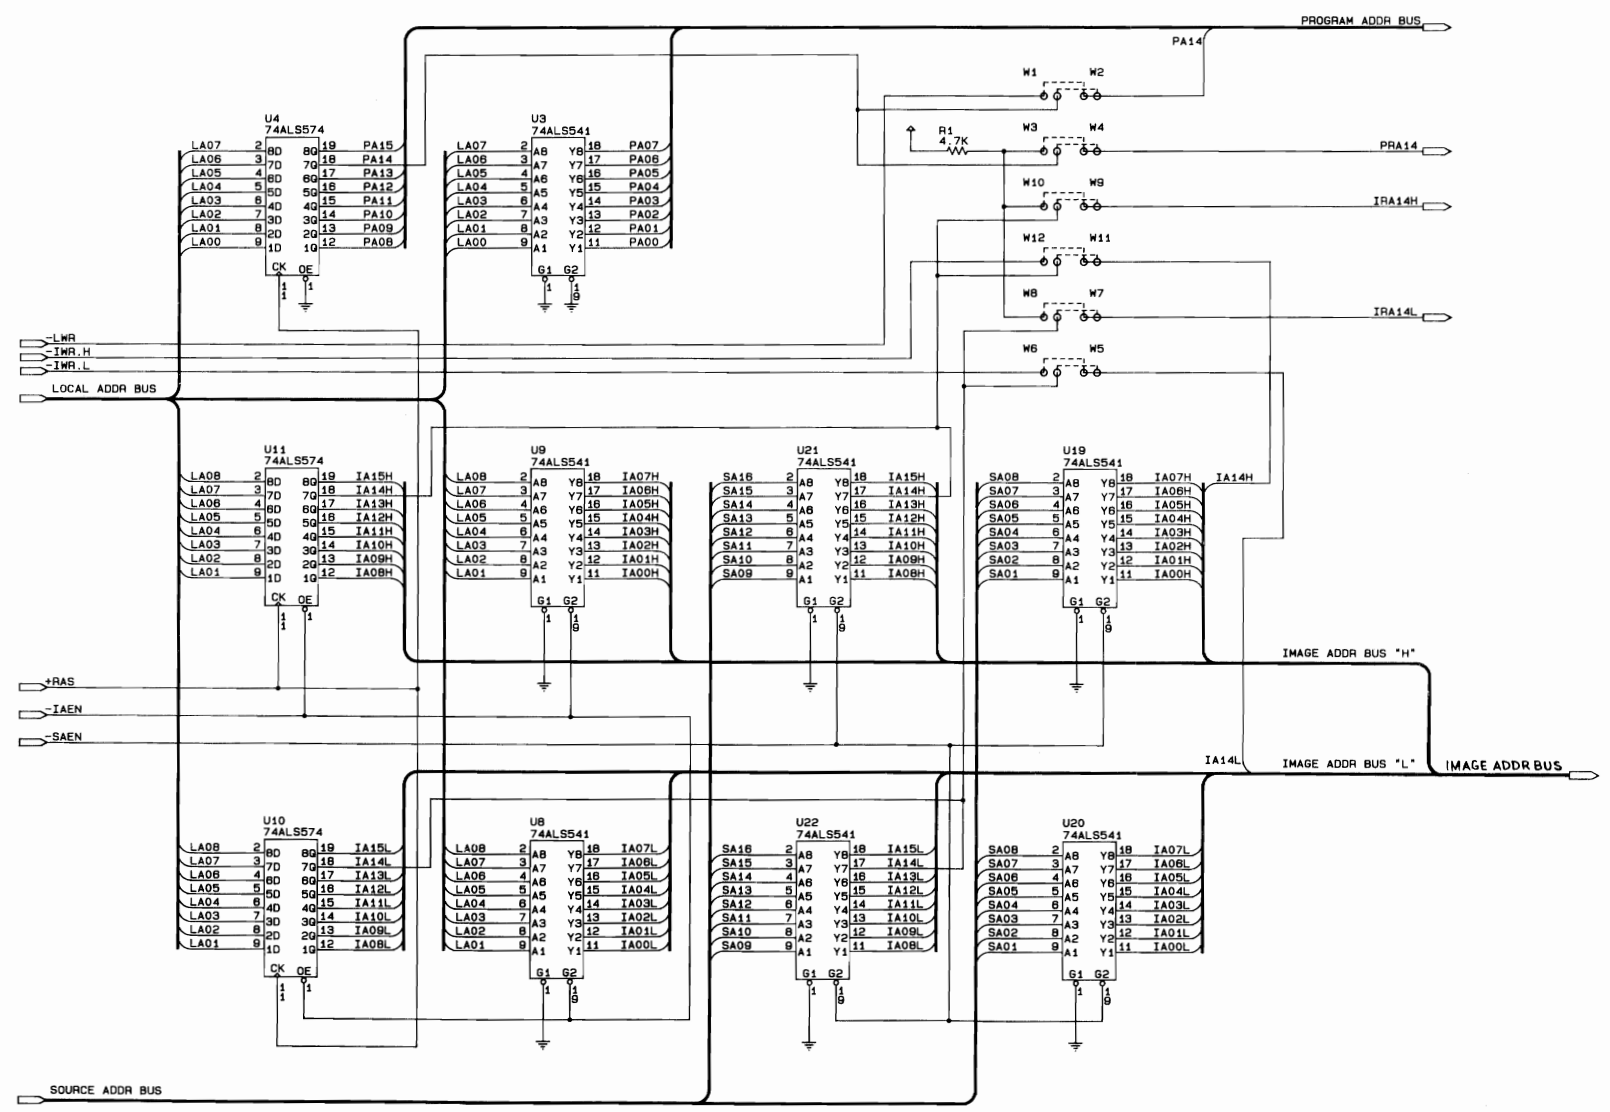 PROGRAM ADDR BUS
PA14
W1 W2
U4
74ALS574
U3
74ALS541
R1
4.7K
W3 W4
PRA14
LA07 2 8D 8Q 19 PA15
LA06 3 7D 7Q 18 PA14
LA05 4 6D 6Q 17 PA13
LA04 5 5D 5Q 16 PA12
LA03 6 4D 4Q 15 PA11
LA02 7 3D 3Q 14 PA10
LA01 8 2D 2Q 13 PA09
LA00 9 1D 1Q 12 PA08
CK OE
11 1
LA07 2 A8 Y8 18 PA07
LA06 3 A7 Y7 17 PA06
LA05 4 A6 Y6 16 PA05
LA04 5 A5 Y5 15 PA04
LA03 6 A4 Y4 14 PA03
LA02 7 A3 Y3 13 PA02
LA01 8 A2 Y2 12 PA01
LA00 9 A1 Y1 11 PA00
G1 G2
1 19
W10 W9
IRA14H
W12 W11
W8 W7
IRA14L
W6 W5
-LWR
-IWR.H
-IWR.L
LOCAL ADDR BUS
U11
74ALS574
LA08 2 8D 8Q 19 IA15H
LA07 3 7D 7Q 18 IA14H
LA06 4 6D 6Q 17 IA13H
LA05 5 5D 5Q 16 IA12H
LA04 6 4D 4Q 15 IA11H
LA03 7 3D 3Q 14 IA10H
LA02 8 2D 2Q 13 IA09H
LA01 9 1D 1Q 12 IA08H
CK OE
11 1
U9
74ALS541
LA08 2 A8 Y8 18 IA07H
LA07 3 A7 Y7 17 IA06H
LA06 4 A6 Y6 16 IA05H
LA05 5 A5 Y5 15 IA04H
LA04 6 A4 Y4 14 IA03H
LA03 7 A3 Y3 13 IA02H
LA02 8 A2 Y2 12 IA01H
LA01 9 A1 Y1 11 IA00H
G1 G2
1 19
U21
74ALS541
SA16 2 A8 Y8 18 IA15H
SA15 3 A7 Y7 17 IA14H
SA14 4 A6 Y6 16 IA13H
SA13 5 A5 Y5 15 IA12H
SA12 6 A4 Y4 14 IA11H
SA11 7 A3 Y3 13 IA10H
SA10 8 A2 Y2 12 IA09H
SA09 9 A1 Y1 11 IA08H
G1 G2
1 19
U19
74ALS541
SA08 2 A8 Y8 18 IA07H
SA07 3 A7 Y7 17 IA06H
SA06 4 A6 Y6 16 IA05H
SA05 5 A5 Y5 15 IA04H
SA04 6 A4 Y4 14 IA03H
SA03 7 A3 Y3 13 IA02H
SA02 8 A2 Y2 12 IA01H
SA01 9 A1 Y1 11 IA00H
G1 G2
1 19
IA14H
IMAGE ADDR BUS "H"
+RAS
-IAEN
-SAEN
IA14L
IMAGE ADDR BUS "L"
IMAGE ADDR BUS
U10
74ALS574
LA08 2 8D 8Q 19 IA15L
LA07 3 7D 7Q 18 IA14L
LA06 4 6D 6Q 17 IA13L
LA05 5 5D 5Q 16 IA12L
LA04 6 4D 4Q 15 IA11L
LA03 7 3D 3Q 14 IA10L
LA02 8 2D 2Q 13 IA09L
LA01 9 1D 1Q 12 IA08L
CK OE
11 1
U8
74ALS541
LA08 2 A8 Y8 18 IA07L
LA07 3 A7 Y7 17 IA06L
LA06 4 A6 Y6 16 IA05L
LA05 5 A5 Y5 15 IA04L
LA04 6 A4 Y4 14 IA03L
LA03 7 A3 Y3 13 IA02L
LA02 8 A2 Y2 12 IA01L
LA01 9 A1 Y1 11 IA00L
G1 G2
1 19
U22
74ALS541
SA16 2 A8 Y8 18 IA15L
SA15 3 A7 Y7 17 IA14L
SA14 4 A6 Y6 16 IA13L
SA13 5 A5 Y5 15 IA12L
SA12 6 A4 Y4 14 IA11L
SA11 7 A3 Y3 13 IA10L
SA10 8 A2 Y2 12 IA09L
SA09 9 A1 Y1 11 IA08L
G1 G2
1 19
U20
74ALS541
SA08 2 A8 Y8 18 IA07L
SA07 3 A7 Y7 17 IA06L
SA06 4 A6 Y6 16 IA05L
SA05 5 A5 Y5 15 IA04L
SA04 6 A4 Y4 14 IA03L
SA03 7 A3 Y3 13 IA02L
SA02 8 A2 Y2 12 IA01L
SA01 9 A1 Y1 11 IA00L
G1 G2
1 19
SOURCE ADDR BUS